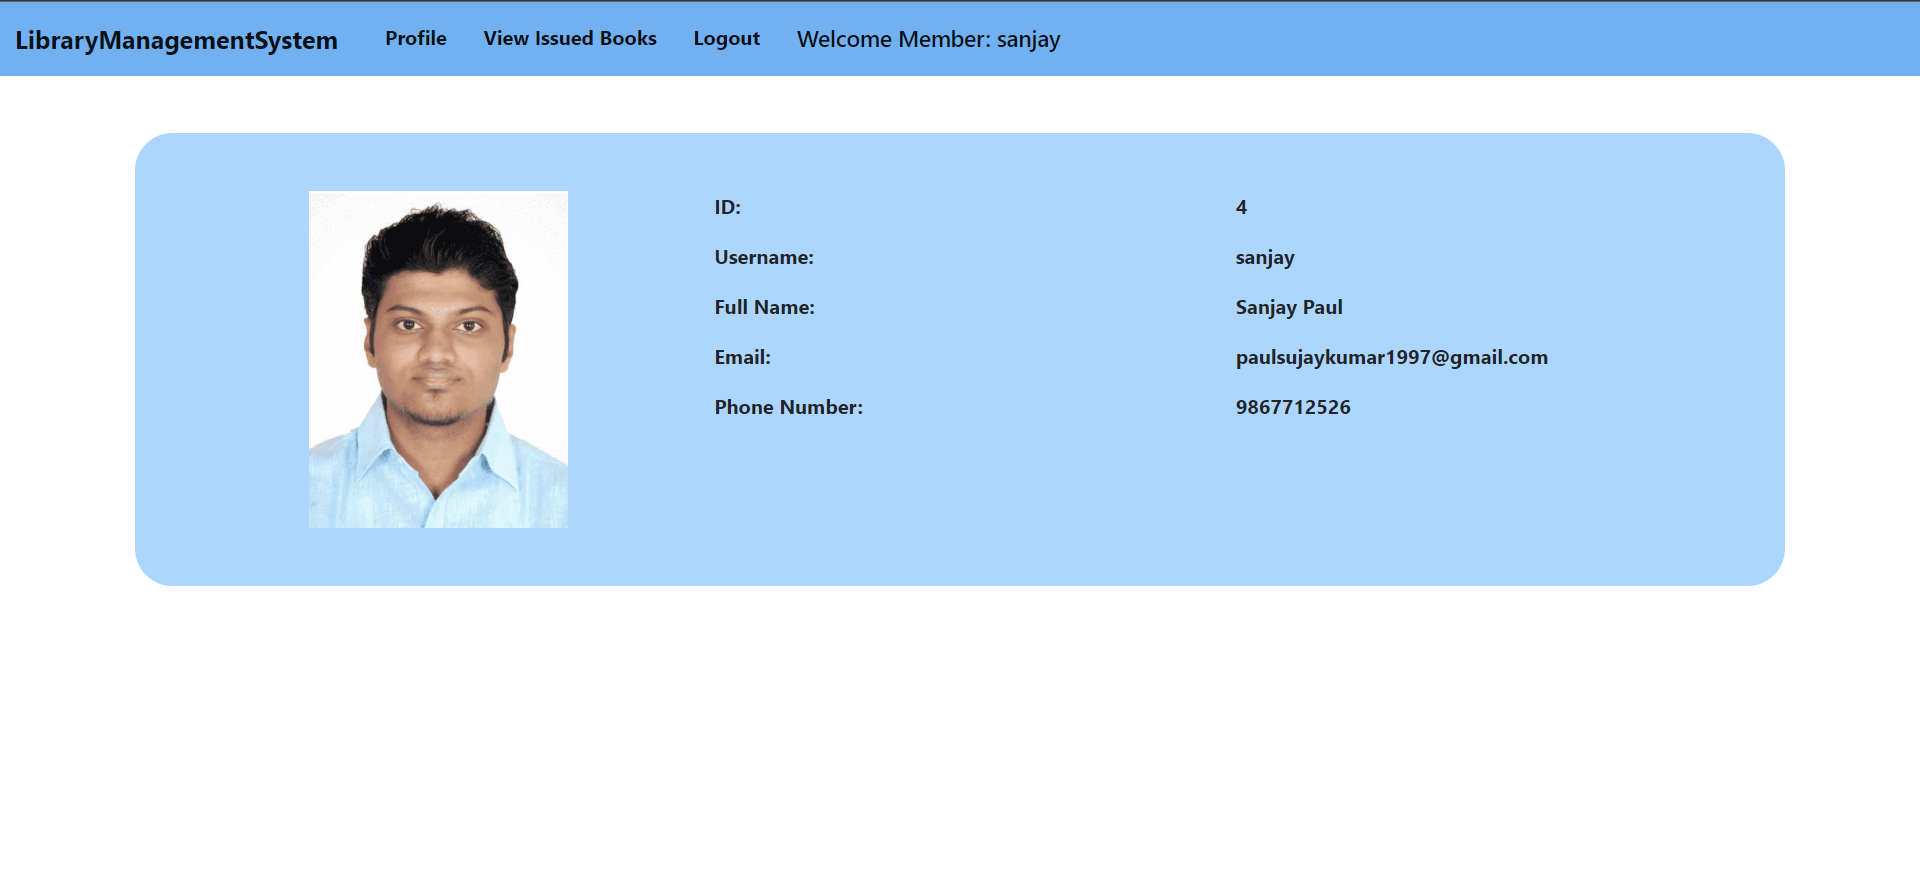 LibraryManagementSystem Profile View Issued Books Logout Welcome Member: sanjay
ID: 4
Username: sanjay
Full Name: Sanjay Paul
Email: paulsujaykumar1997@gmail.com
Phone Number: 9867712526